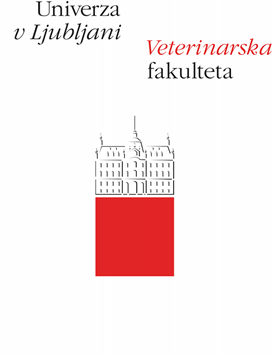 Univerza
v Ljubljani
Veterinarska
fakulteta